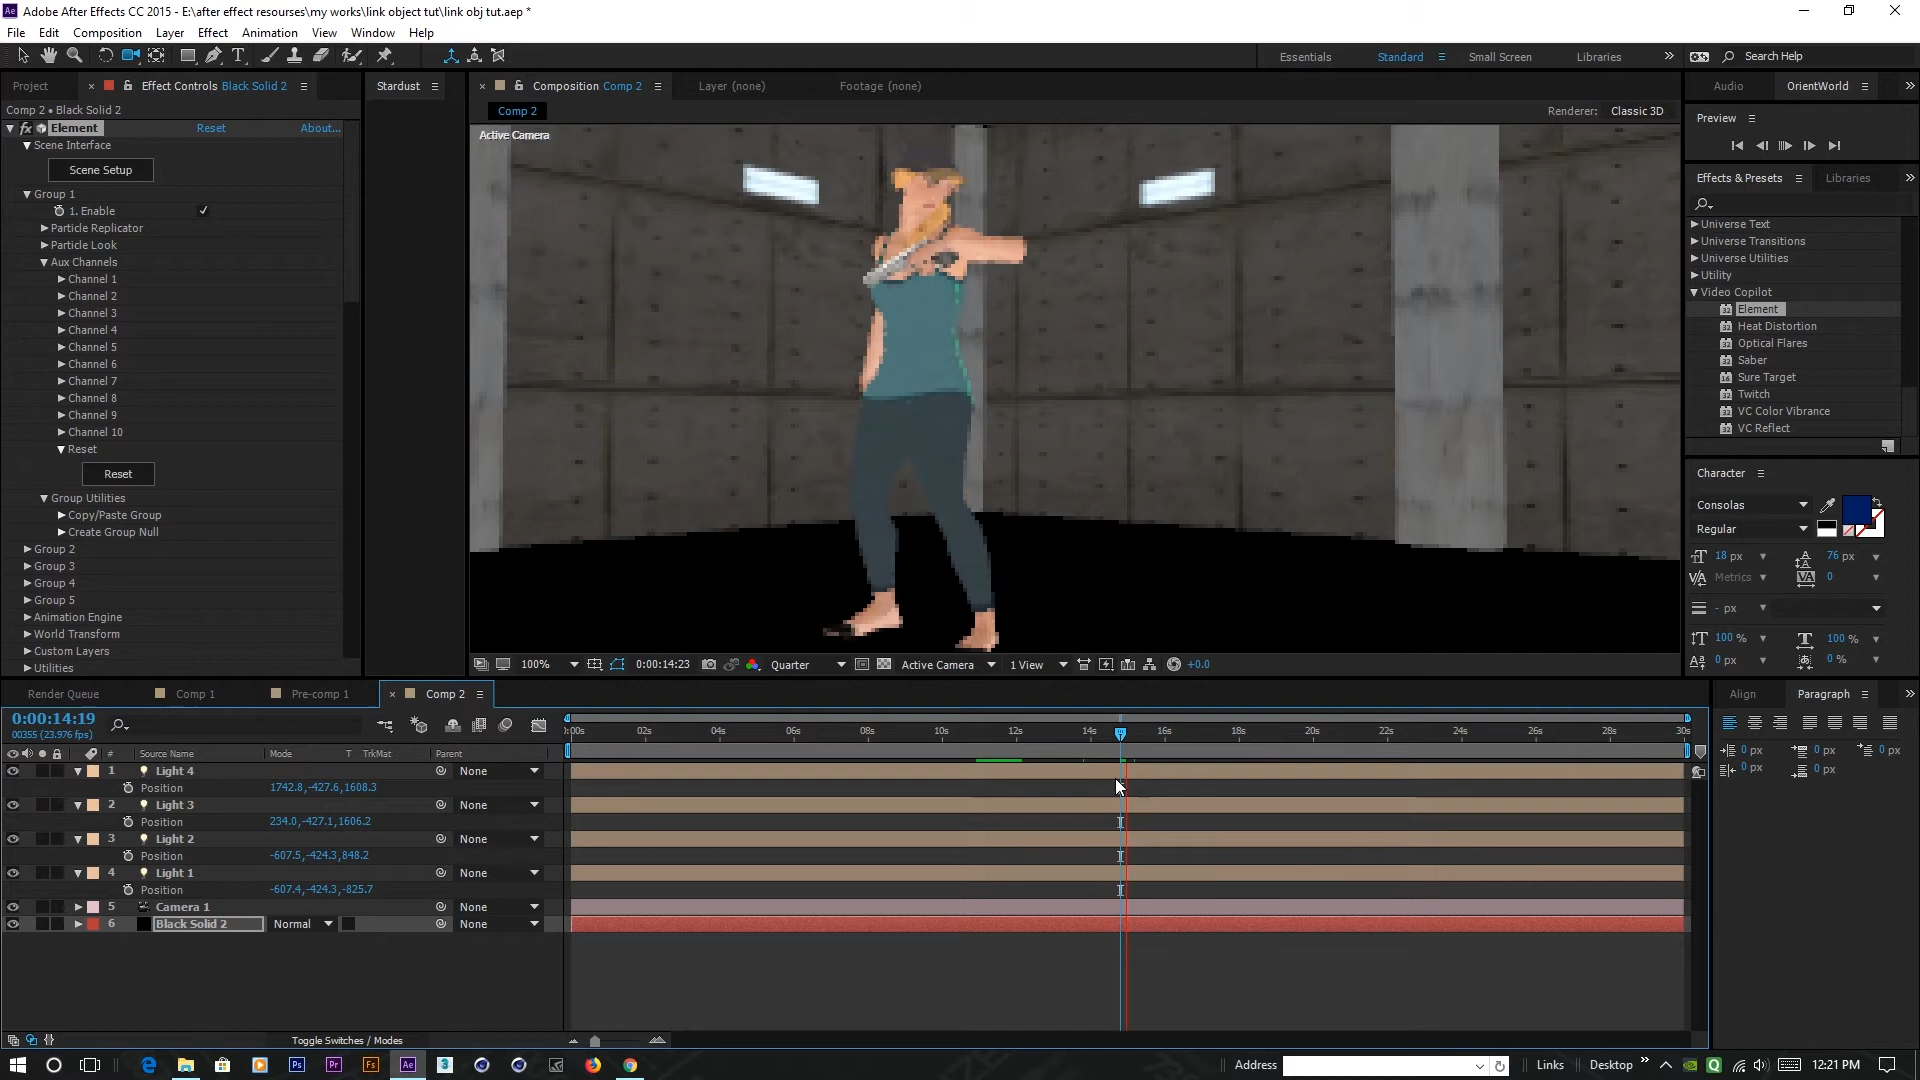 Adobe After Effects CC 2015 - E:\after effect resourses\my works\link object tut\link obj tut.aep *
File Edit Composition Layer Effect Animation View Window Help
Essentials Standard Small Screen Libraries Search Help
Project Effect Controls Black Solid 2
Stardust
Composition Comp 2 Layer (none) Footage (none)
Audio OrientWorld
Comp 2 • Black Solid 2
Comp 2
Renderer: Classic 3D
Active Camera
Preview
fx Element Reset About...
Scene Interface
Scene Setup
Group 1
1. Enable
Particle Replicator
Particle Look
Aux Channels
Channel 1
Channel 2
Channel 3
Channel 4
Channel 5
Channel 6
Channel 7
Channel 8
Channel 9
Channel 10
Reset
Reset
Group Utilities
Copy/Paste Group
Create Group Null
Group 2
Group 3
Group 4
Group 5
Animation Engine
World Transform
Custom Layers
Utilities
Effects & Presets Libraries
Universe Text
Universe Transitions
Universe Utilities
Utility
Video Copilot
Element
Heat Distortion
Optical Flares
Saber
Sure Target
Twitch
VC Color Vibrance
VC Reflect
Character
Consolas
Regular
18 px 76 px
Metrics 0
- px
100 % 100 %
0 px 0 %
100% 0:00:14:23 Quarter Active Camera 1 View +0.0
Render Queue Comp 1 Pre-comp 1 Comp 2
Align Paragraph
0:00:14:19
00355 (23.976 fps)
0 px 0 px 0 px
0 px 0 px
:00s 02s 04s 06s 08s 10s 12s 14s 16s 18s 20s 22s 24s 26s 28s 30s
# Source Name Mode T TrkMat Parent
1 Light 4 None
Position 1742.8,-427.6,1608.3
2 Light 3 None
Position 234.0,-427.1,1606.2
3 Light 2 None
Position -607.5,-424.3,848.2
4 Light 1 None
Position -607.4,-424.3,-825.7
5 Camera 1 None
6 Black Solid 2 Normal None
Toggle Switches / Modes
Address Links Desktop 12:21 PM